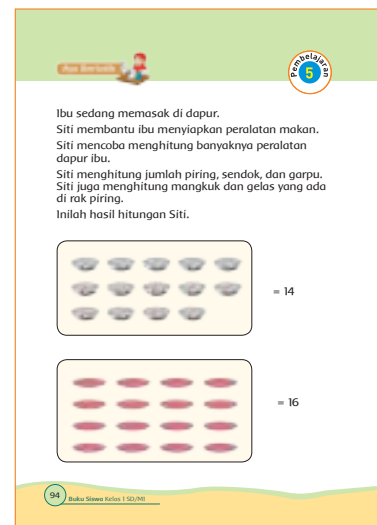 Pembelajaran
5
Ibu sedang memasak di dapur.
Siti membantu ibu menyiapkan peralatan makan.
Siti mencoba menghitung banyaknya peralatan
dapur ibu.
Siti menghitung jumlah piring, sendok, dan garpu.
Siti juga menghitung mangkuk dan gelas yang ada
di rak piring.
Inilah hasil hitungan Siti.
= 14
= 16
94
Buku Siswa Kelas 1 SD/MI